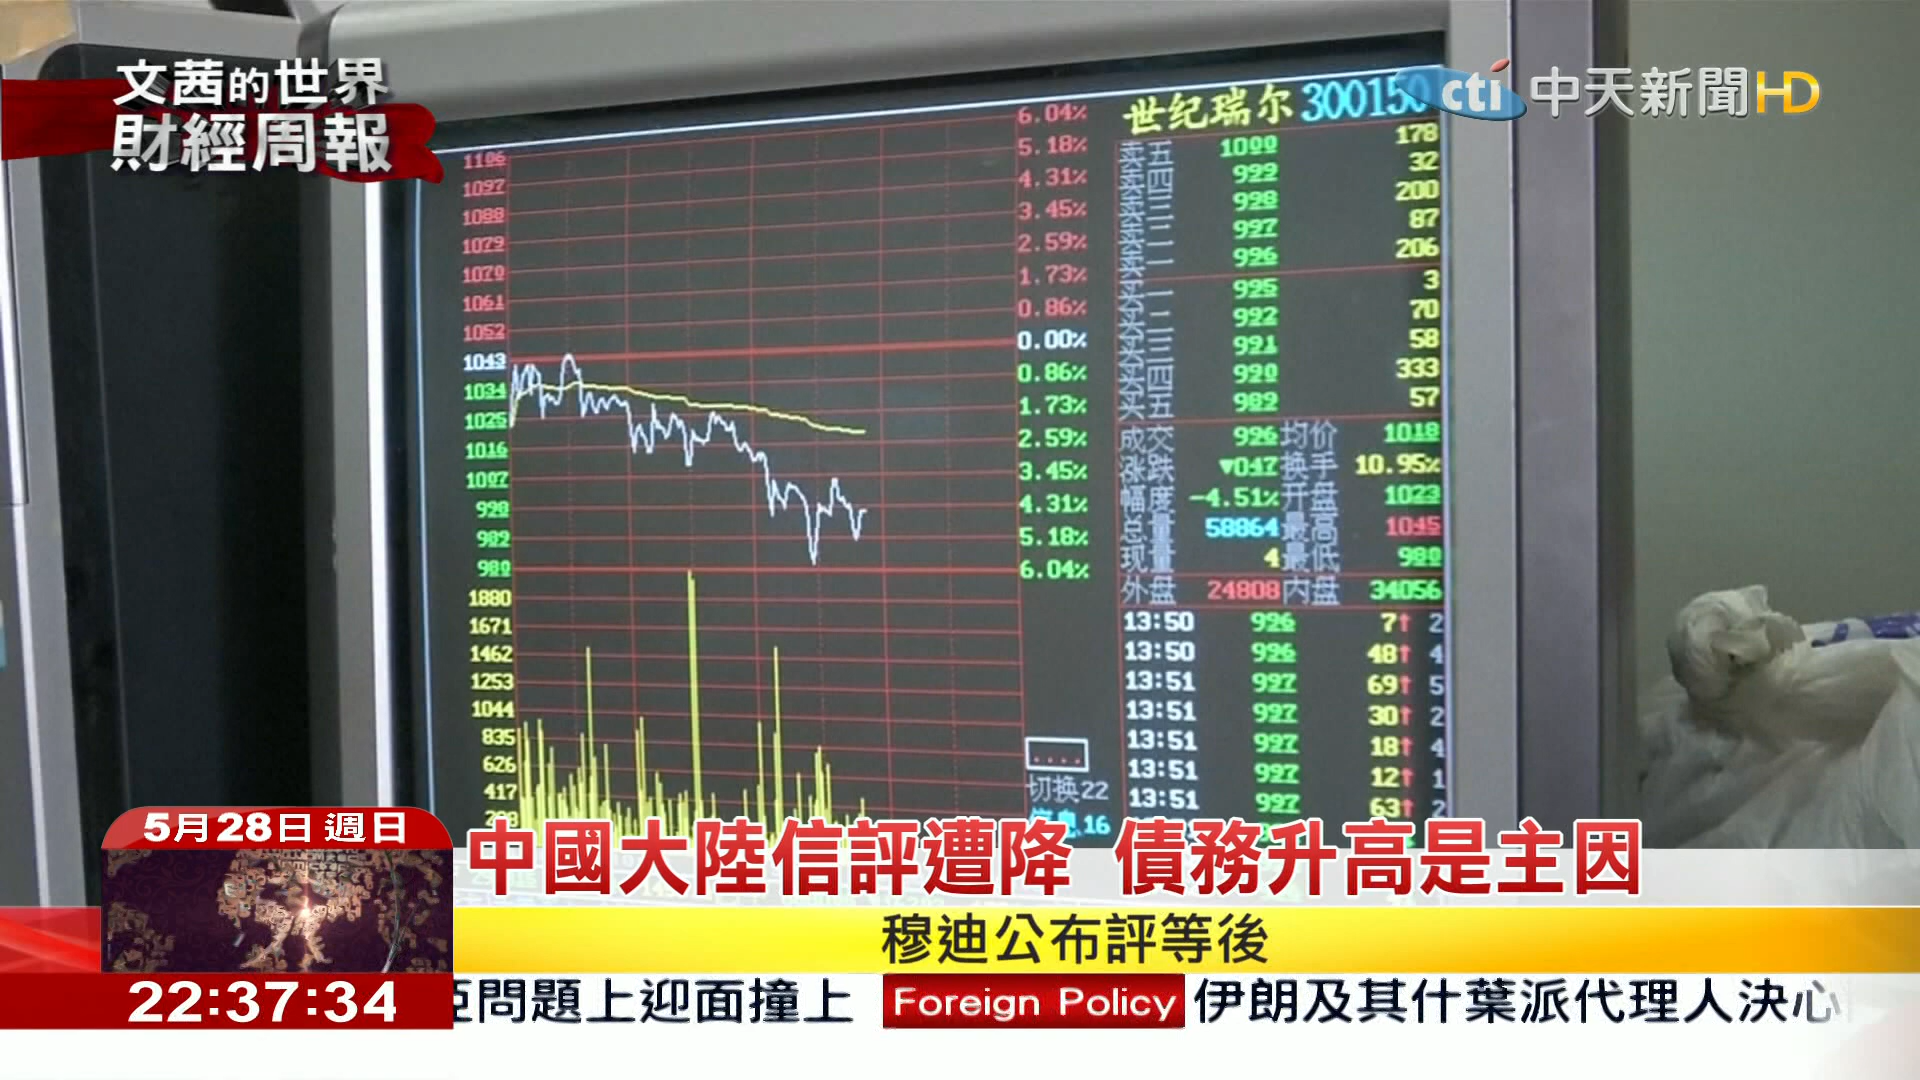 文茜的世界
財經周報
cti 中天新聞HD
世纪瑞尔 300150
1106
1097
1088
1079
1070
1061
1052
1043
1034
1025
1016
1007
998
989
980
1880
1671
1462
1253
1044
835
626
417
6.04%
5.18%
4.31%
3.45%
2.59%
1.73%
0.86%
0.00%
0.86%
1.73%
2.59%
3.45%
4.31%
5.18%
6.04%
切换22
16
178
卖五 1000 32
卖四 999 200
卖三 998 87
卖二 997 206
卖一 996
买一 995 3
买二 992 70
买三 991 58
买四 990 333
买五 989 57
成交 996 均价 1018
涨跌 ▼047 换手 10.95%
幅度 -4.51% 开盘 1023
总量 58864 最高 1045
现量 4 最低 980
外盘 24808 内盘 34056
13:50 996 7↑ 2
13:50 996 48↑ 4
13:51 997 69↑ 5
13:51 997 30↑ 2
13:51 997 18↑ 4
13:51 997 12↑ 1
13:51 997 63↑ 2
5月28日 週日
中國大陸信評遭降 債務升高是主因
穆迪公布評等後
22:37:34
問題上迎面撞上 Foreign Policy 伊朗及其什葉派代理人決心